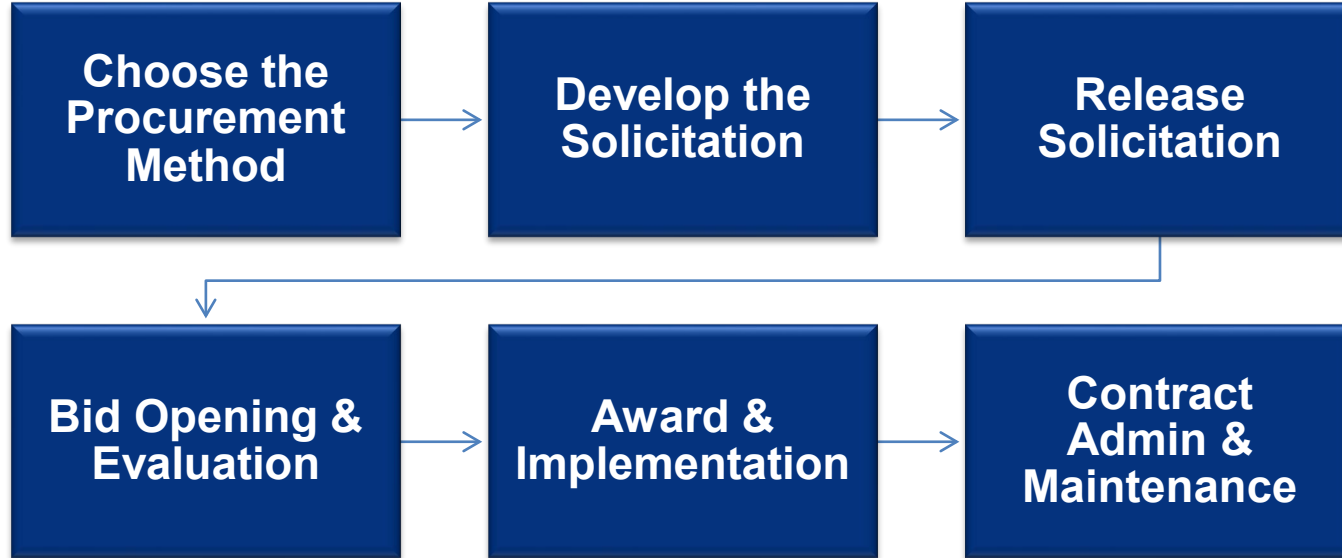 Choose the
Procurement
Method
Develop the
Solicitation
Release
Solicitation
Bid Opening &
Evaluation
Award &
Implementation
Contract
Admin &
Maintenance